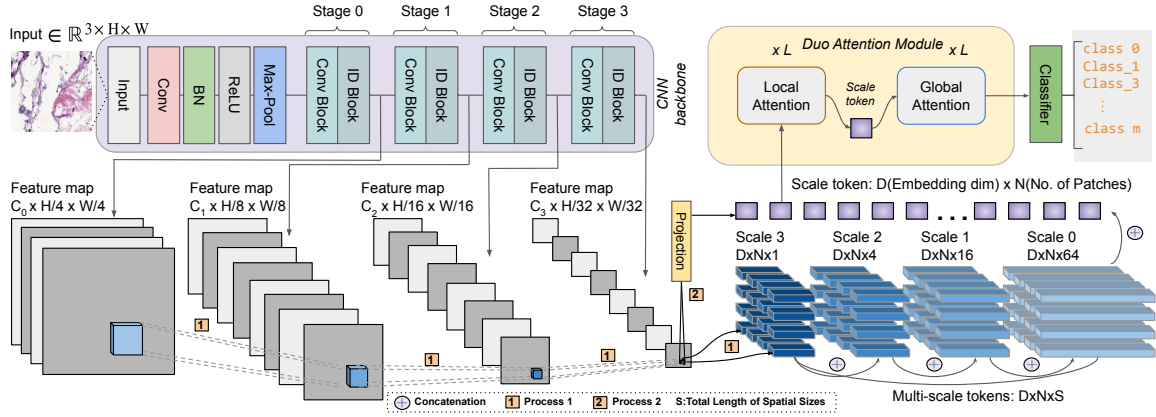 Input ∈ ℝ 3×H×W
Stage 0
Stage 1
Stage 2
Stage 3
Input
Conv
BN
ReLU
Max-Pool
Conv Block
ID Block
Conv Block
ID Block
Conv Block
ID Block
Conv Block
ID Block
CNN
backbone
x L Duo Attention Module x L
Local
Attention
Scale
token
Global
Attention
Classifier
class 0
Class_1
Class_3
⋮
class m
Feature map
C0 x H/4 x W/4
Feature map
C1 x H/8 x W/8
Feature map
C2 x H/16 x W/16
Feature map
C3 x H/32 x W/32
1
1
1
Projection
2
1
Scale token: D(Embedding dim) x N(No. of Patches)
...
Scale 3
DxNx1
Scale 2
DxNx4
Scale 1
DxNx16
Scale 0
DxNx64
Multi-scale tokens: DxNxS
Concatenation
1 Process 1
2 Process 2
S:Total Length of Spatial Sizes